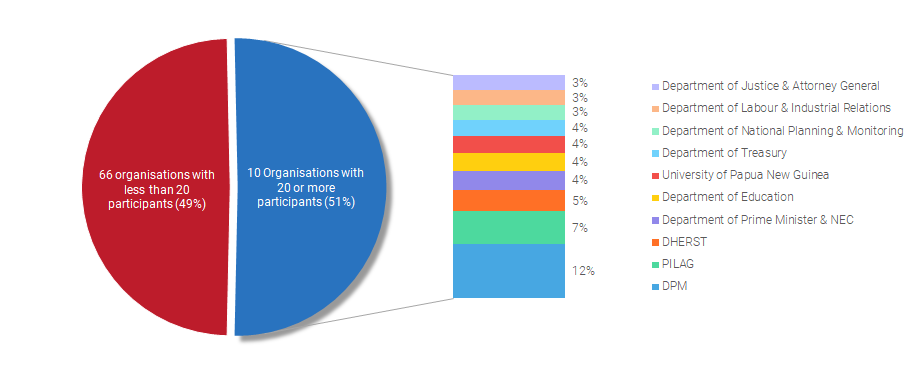 66 organisations with
less than 20
participants (49%)
10 Organisations with
20 or more
participants (51%)
3%
3%
3%
4%
4%
4%
4%
5%
7%
12%
Department of Justice & Attorney General
Department of Labour & Industrial Relations
Department of National Planning & Monitoring
Department of Treasury
University of Papua New Guinea
Department of Education
Department of Prime Minister & NEC
DHERST
PILAG
DPM